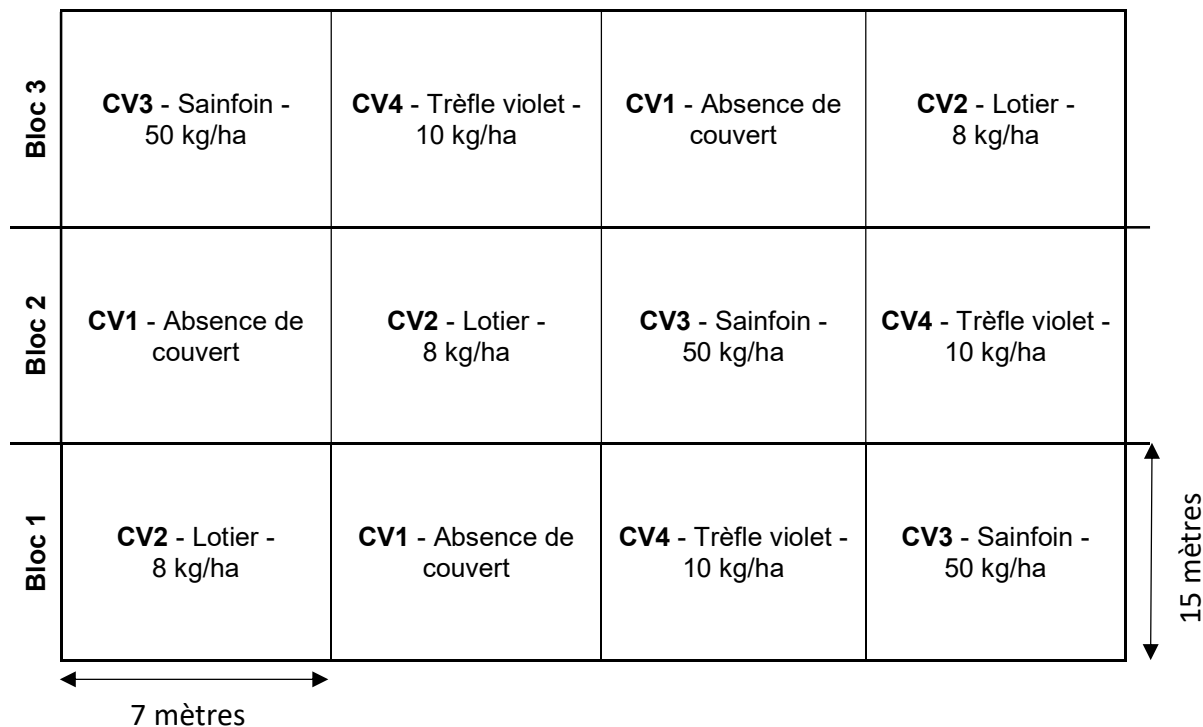 Bloc 3
CV3 - Sainfoin -
50 kg/ha
CV4 - Trèfle violet -
10 kg/ha
CV1 - Absence de
couvert
CV2 - Lotier -
8 kg/ha
Bloc 2
CV1 - Absence de
couvert
CV2 - Lotier -
8 kg/ha
CV3 - Sainfoin -
50 kg/ha
CV4 - Trèfle violet -
10 kg/ha
Bloc 1
CV2 - Lotier -
8 kg/ha
CV1 - Absence de
couvert
CV4 - Trèfle violet -
10 kg/ha
CV3 - Sainfoin -
50 kg/ha
15 mètres
7 mètres